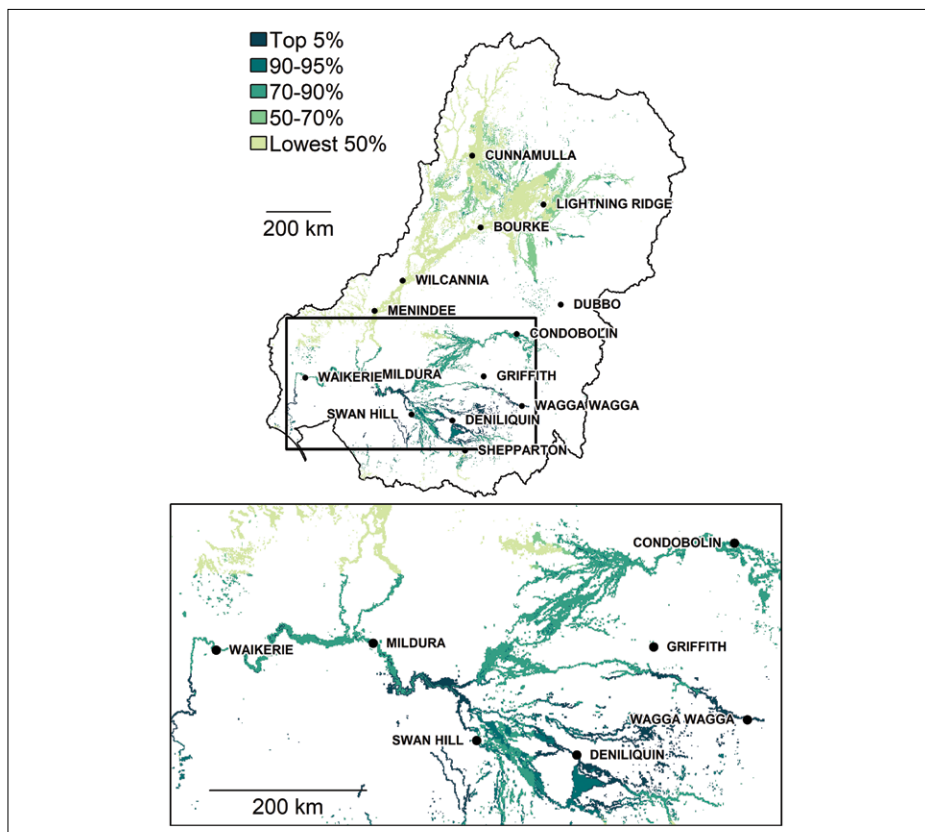 Top 5%
90-95%
70-90%
50-70%
Lowest 50%
200 km
CUNNAMULLA
LIGHTNING RIDGE
BOURKE
WILCANNIA
MENINDEE
DUBBO
CONDOBOLIN
WAIKERIE
MILDURA
GRIFFITH
WAGGA WAGGA
SWAN HILL
DENILIQUIN
SHEPPARTON
CONDOBOLIN
WAIKERIE
MILDURA
GRIFFITH
WAGGA WAGGA
SWAN HILL
DENILIQUIN
200 km